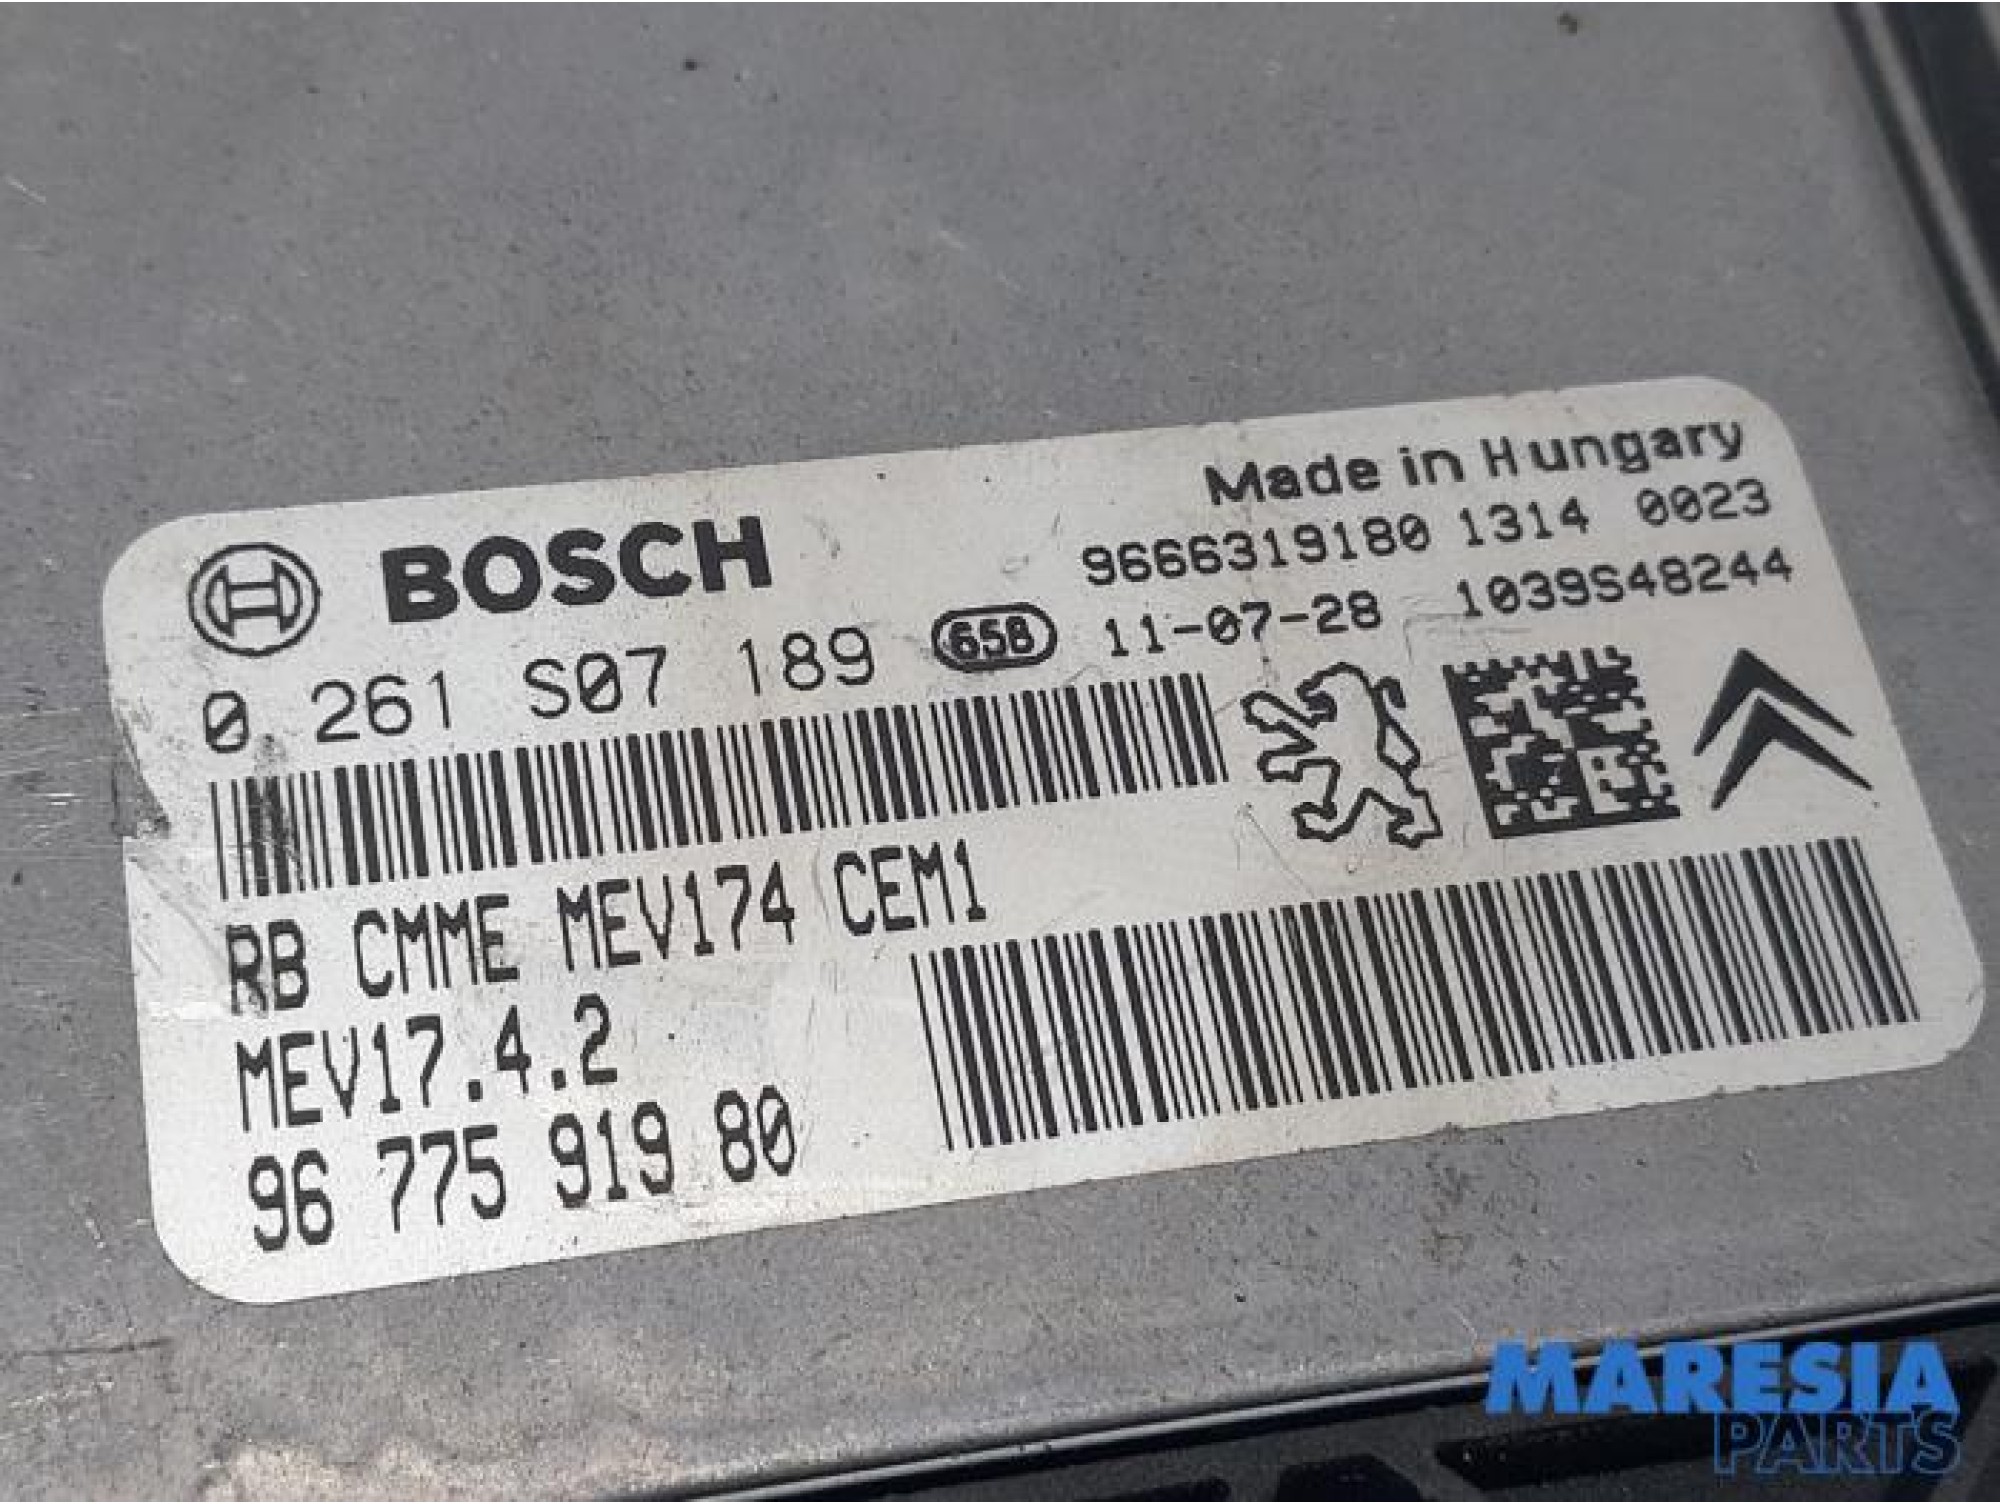 Made in Hungary
BOSCH
9666319180 1314 0023
0 261 S07 189 658 11-07-28 1039S48244
RB CMME MEV174 CEM1
MEV17.4.2
96 775 919 80
MARESIA
PARTS